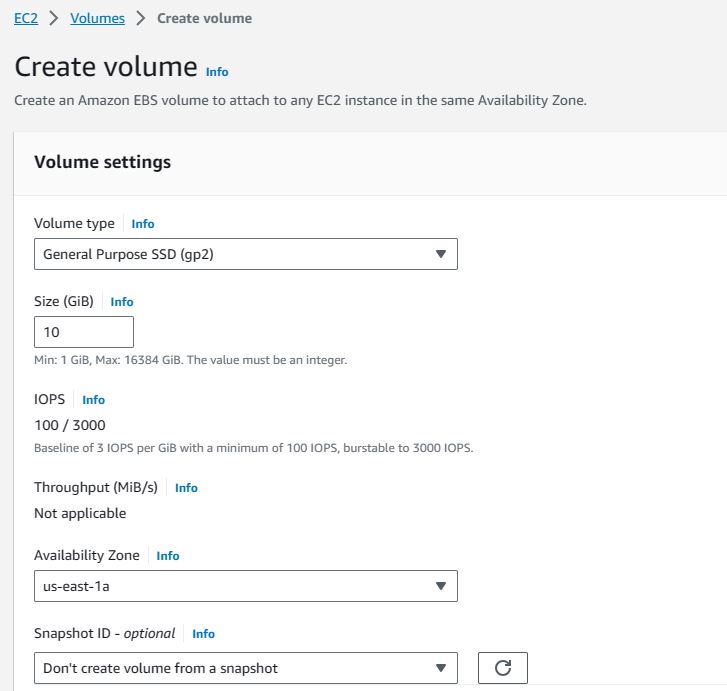 EC2 > Volumes > Create volume
Create volume Info
Create an Amazon EBS volume to attach to any EC2 instance in the same Availability Zone.
Volume settings
Volume type Info
General Purpose SSD (gp2)
Size (GiB) Info
10
Min: 1 GiB, Max: 16384 GiB. The value must be an integer.
IOPS Info
100 / 3000
Baseline of 3 IOPS per GiB with a minimum of 100 IOPS, burstable to 3000 IOPS.
Throughput (MiB/s) Info
Not applicable
Availability Zone Info
us-east-1a
Snapshot ID - optional Info
Don't create volume from a snapshot